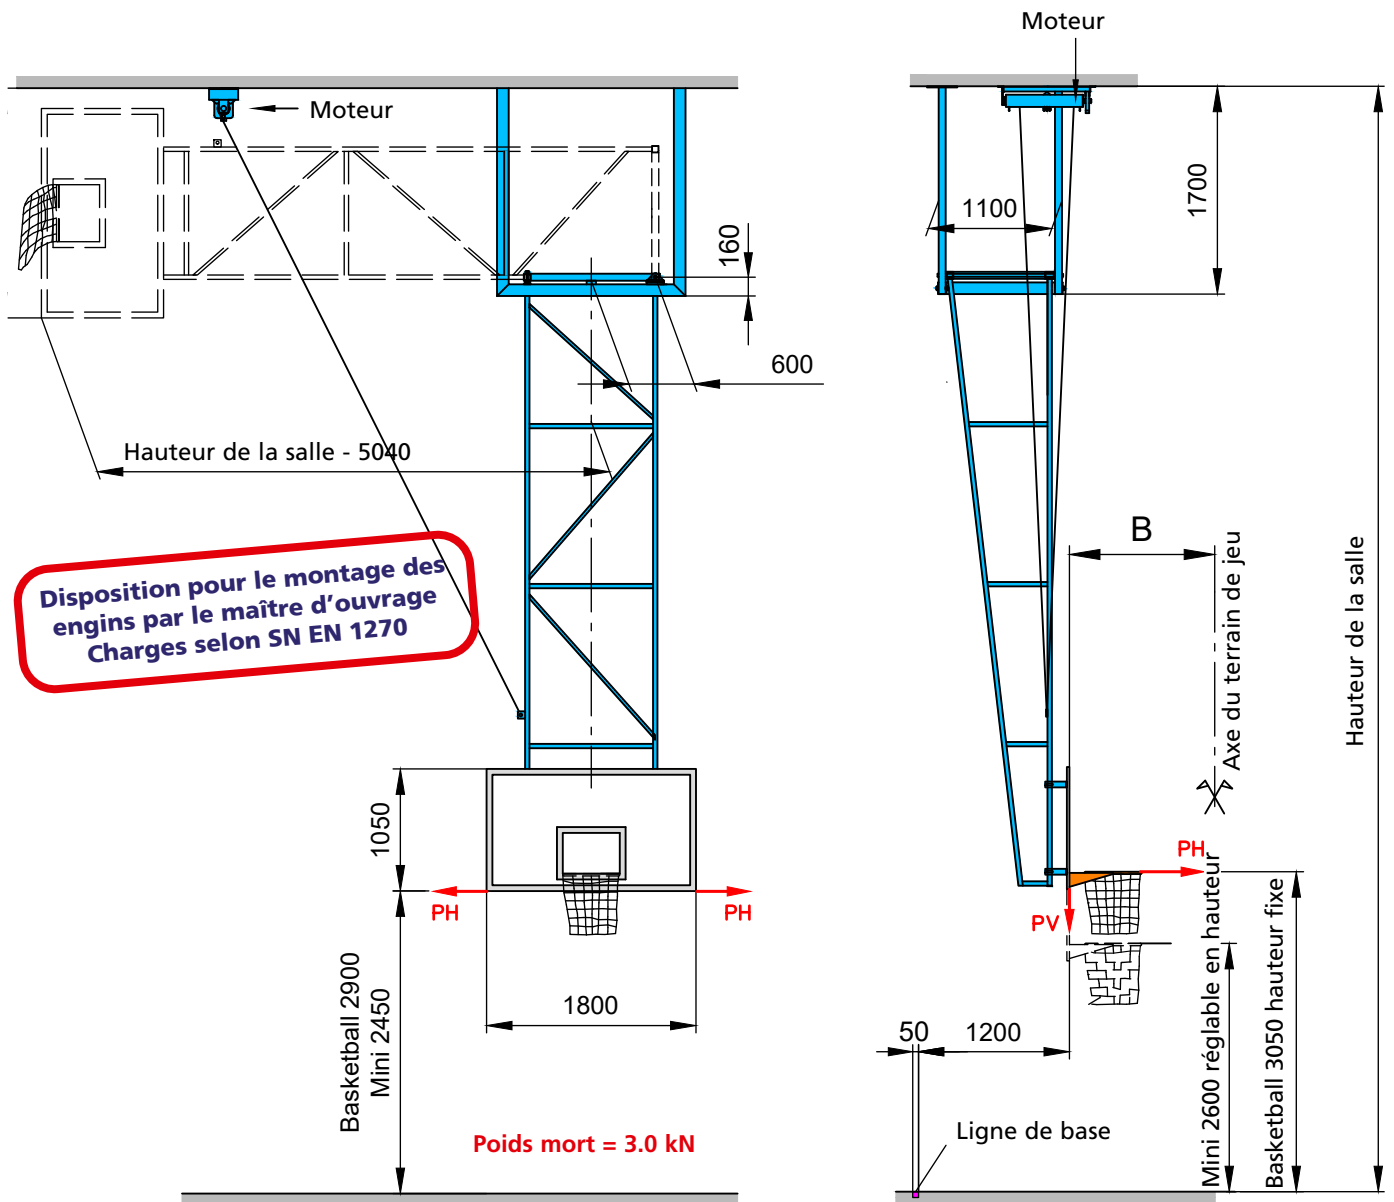 Moteur
Moteur
1700
1100
160
600
Hauteur de la salle - 5040
B
Disposition pour le montage des
engins par le maître d'ouvrage
Charges selon SN EN 1270
Axe du terrain de jeu
Hauteur de la salle
1050
PH
PH
PH
PV
Basketball 2900
Mini 2450
1800
50
1200
Mini 2600 réglable en hauteur
Basketball 3050 hauteur fixe
Ligne de base
Poids mort = 3.0 kN